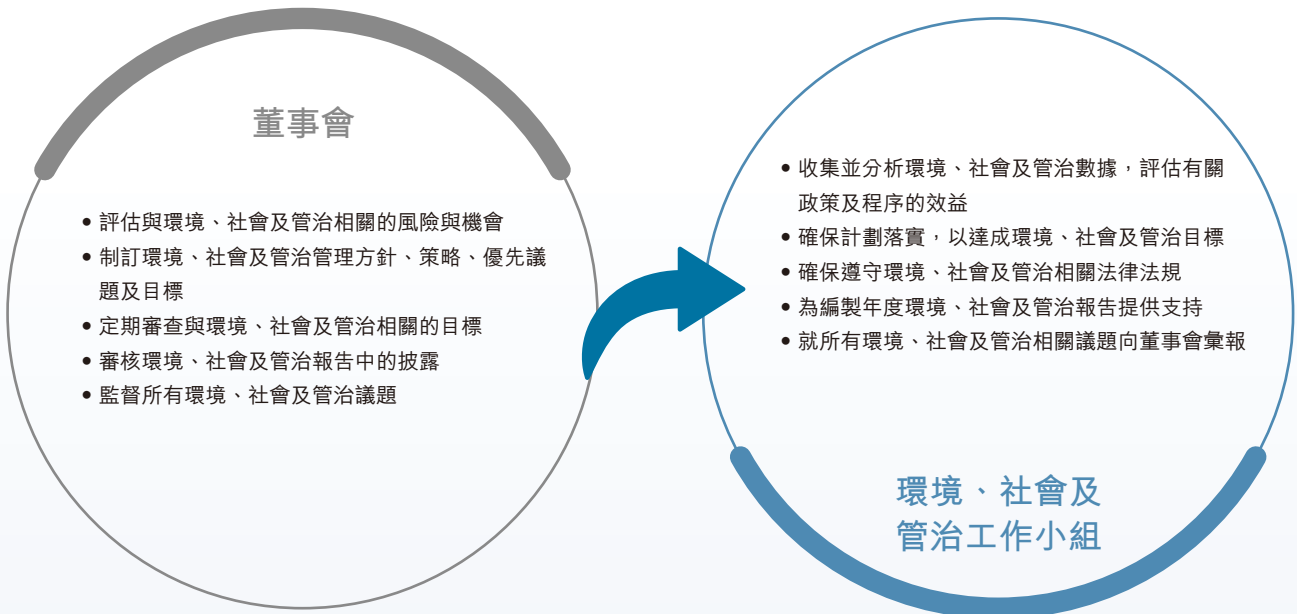 董事會
• 評估與環境、社會及管治相關的風險與機會
• 制訂環境、社會及管治管理方針、策略、優先議
題及目標
• 定期審查與環境、社會及管治相關的目標
• 審核環境、社會及管治報告中的披露
• 監督所有環境、社會及管治議題
• 收集並分析環境、社會及管治數據，評估有關
政策及程序的效益
• 確保計劃落實，以達成環境、社會及管治目標
• 確保遵守環境、社會及管治相關法律法規
• 為編製年度環境、社會及管治報告提供支持
• 就所有環境、社會及管治相關議題向董事會彙報
環境、社會及
管治工作小組